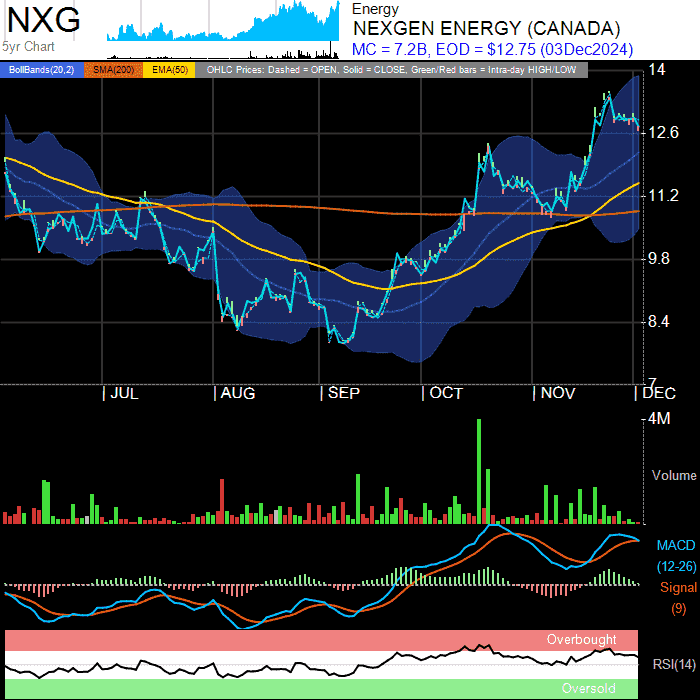 NXG
5yr Chart
Energy
NEXGEN ENERGY (CANADA)
MC = 7.2B, EOD = $12.75 (03Dec2024)
BollBands(20,2) SMA(200) EMA(50) OHLC Prices: Dashed = OPEN, Solid = CLOSE, Green/Red bars = Intra-day HIGH/LOW
14
12.6
11.2
9.8
8.4
7
JUL AUG SEP OCT NOV DEC
4M
Volume
MACD
(12-26)
Signal
(9)
Overbought
RSI(14)
Oversold